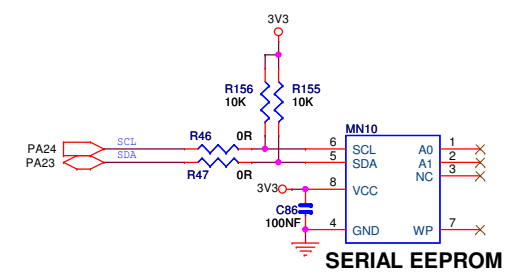 3V3
R156 R155
10K 10K
MN10
R46 0R
PA24 SCL 6 SCL A0 1
PA23 SDA 5 SDA A1 2
NC 3
R47 0R
3V3 8 VCC
C86
100NF 4 GND WP 7
SERIAL EEPROM